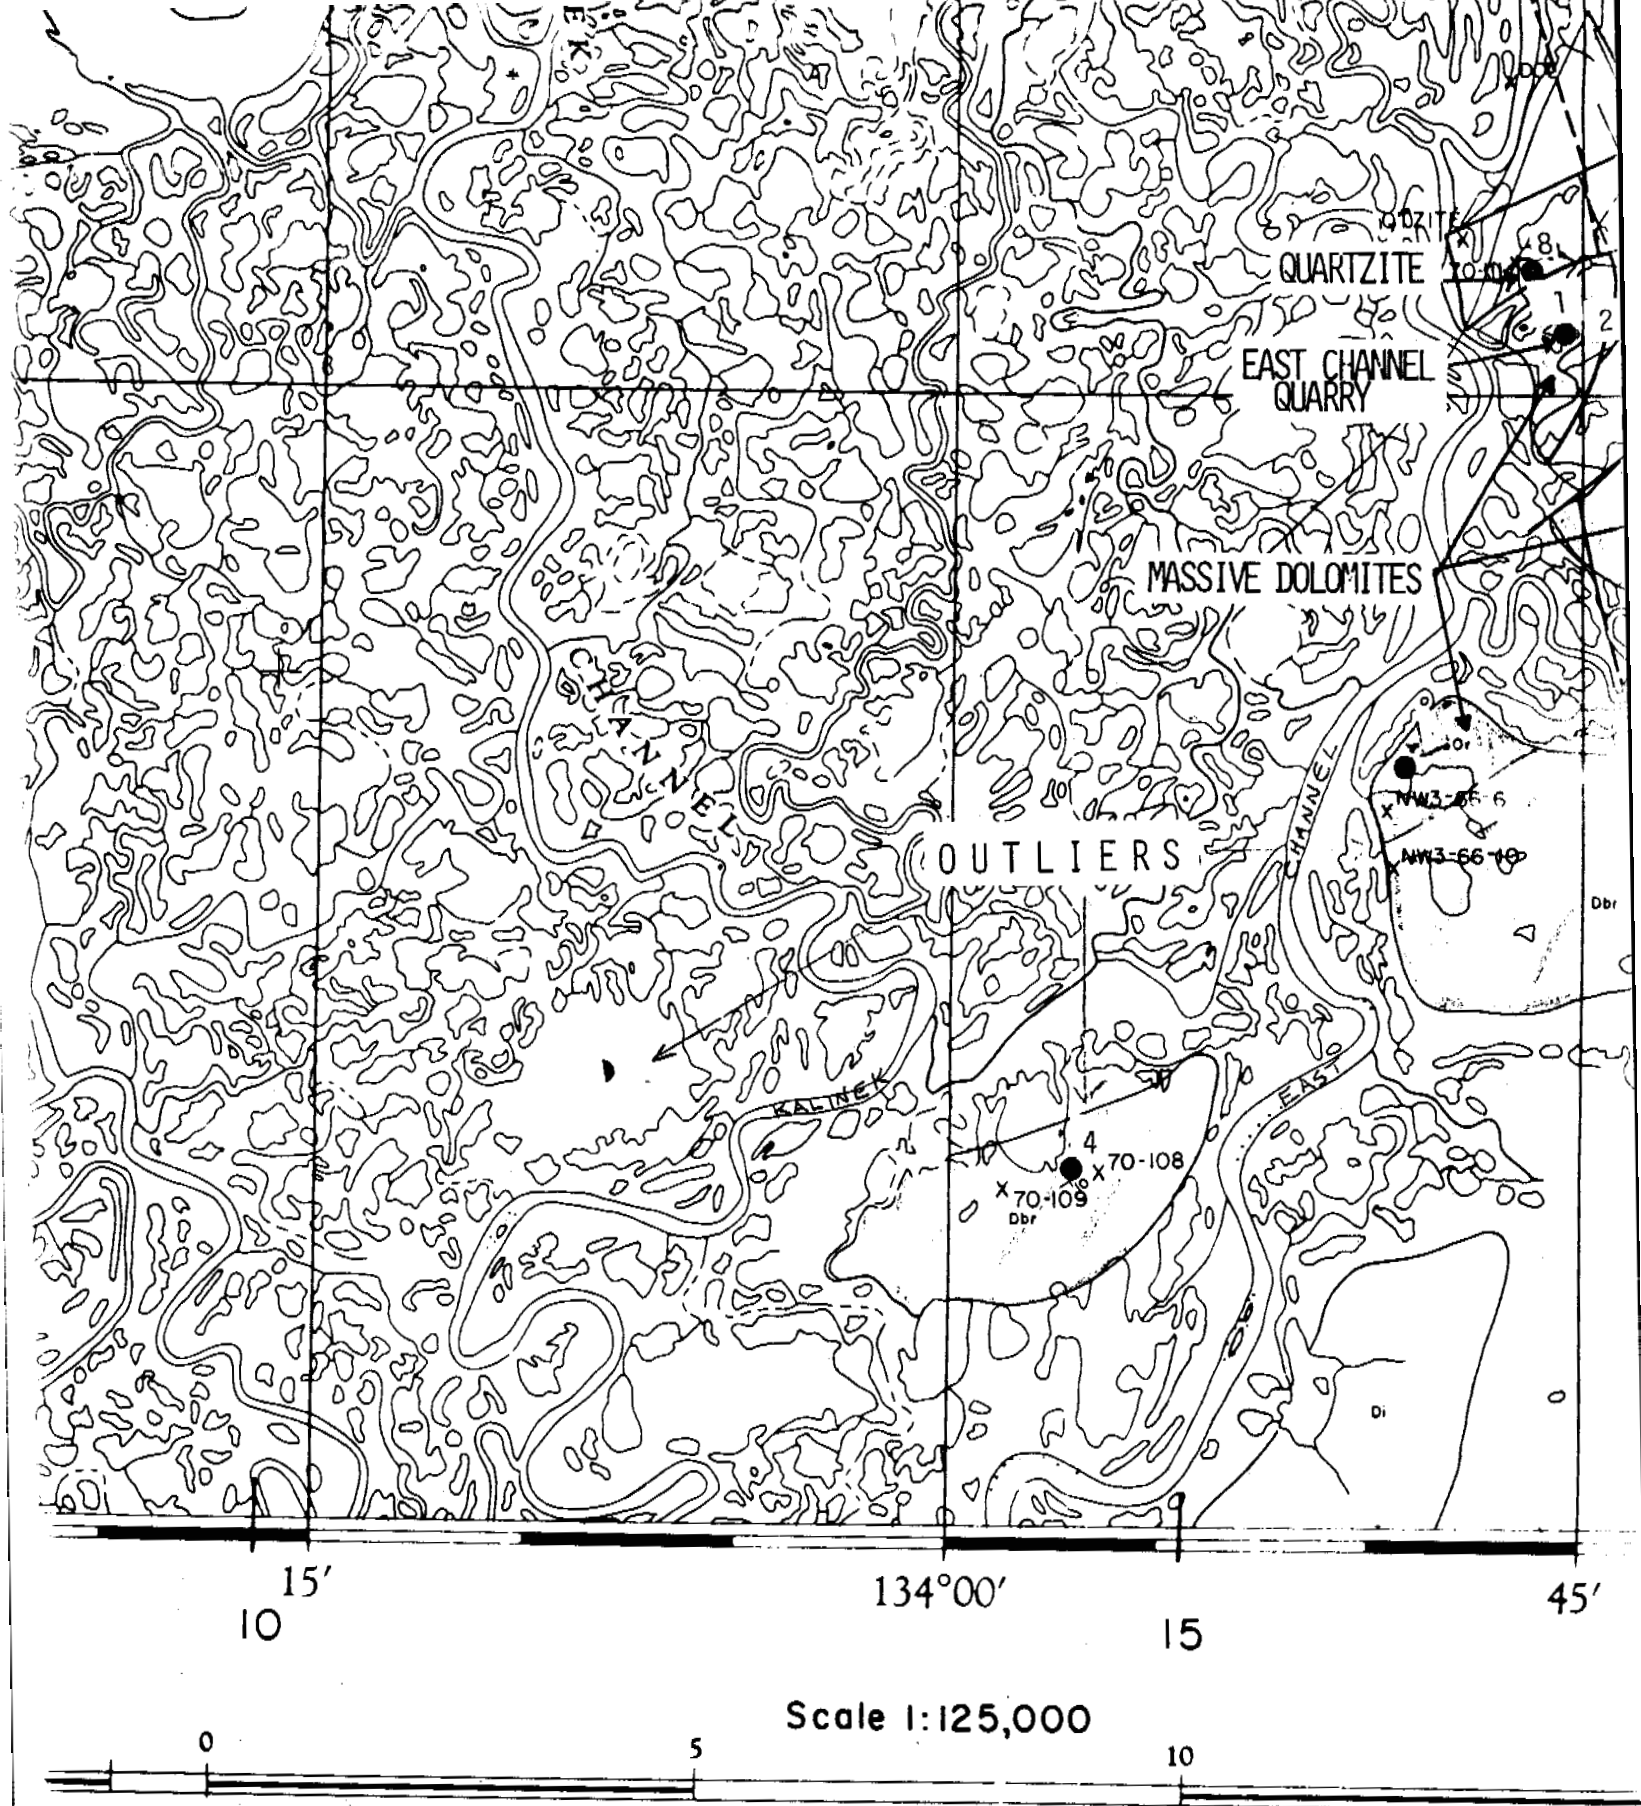 QTZITE
QUARTZITE
8
1
2
EAST CHANNEL
QUARRY
MASSIVE DOLOMITES
CHANNEL
CHANNEL
Or
NW3-66-6
NW3-66-10
OUTLIERS
Dbr
KALINEK
EAST
4
70-108
70-109
Dbr
Di
15′
134°00′
45′
10
15
Scale 1:125,000
0
5
10